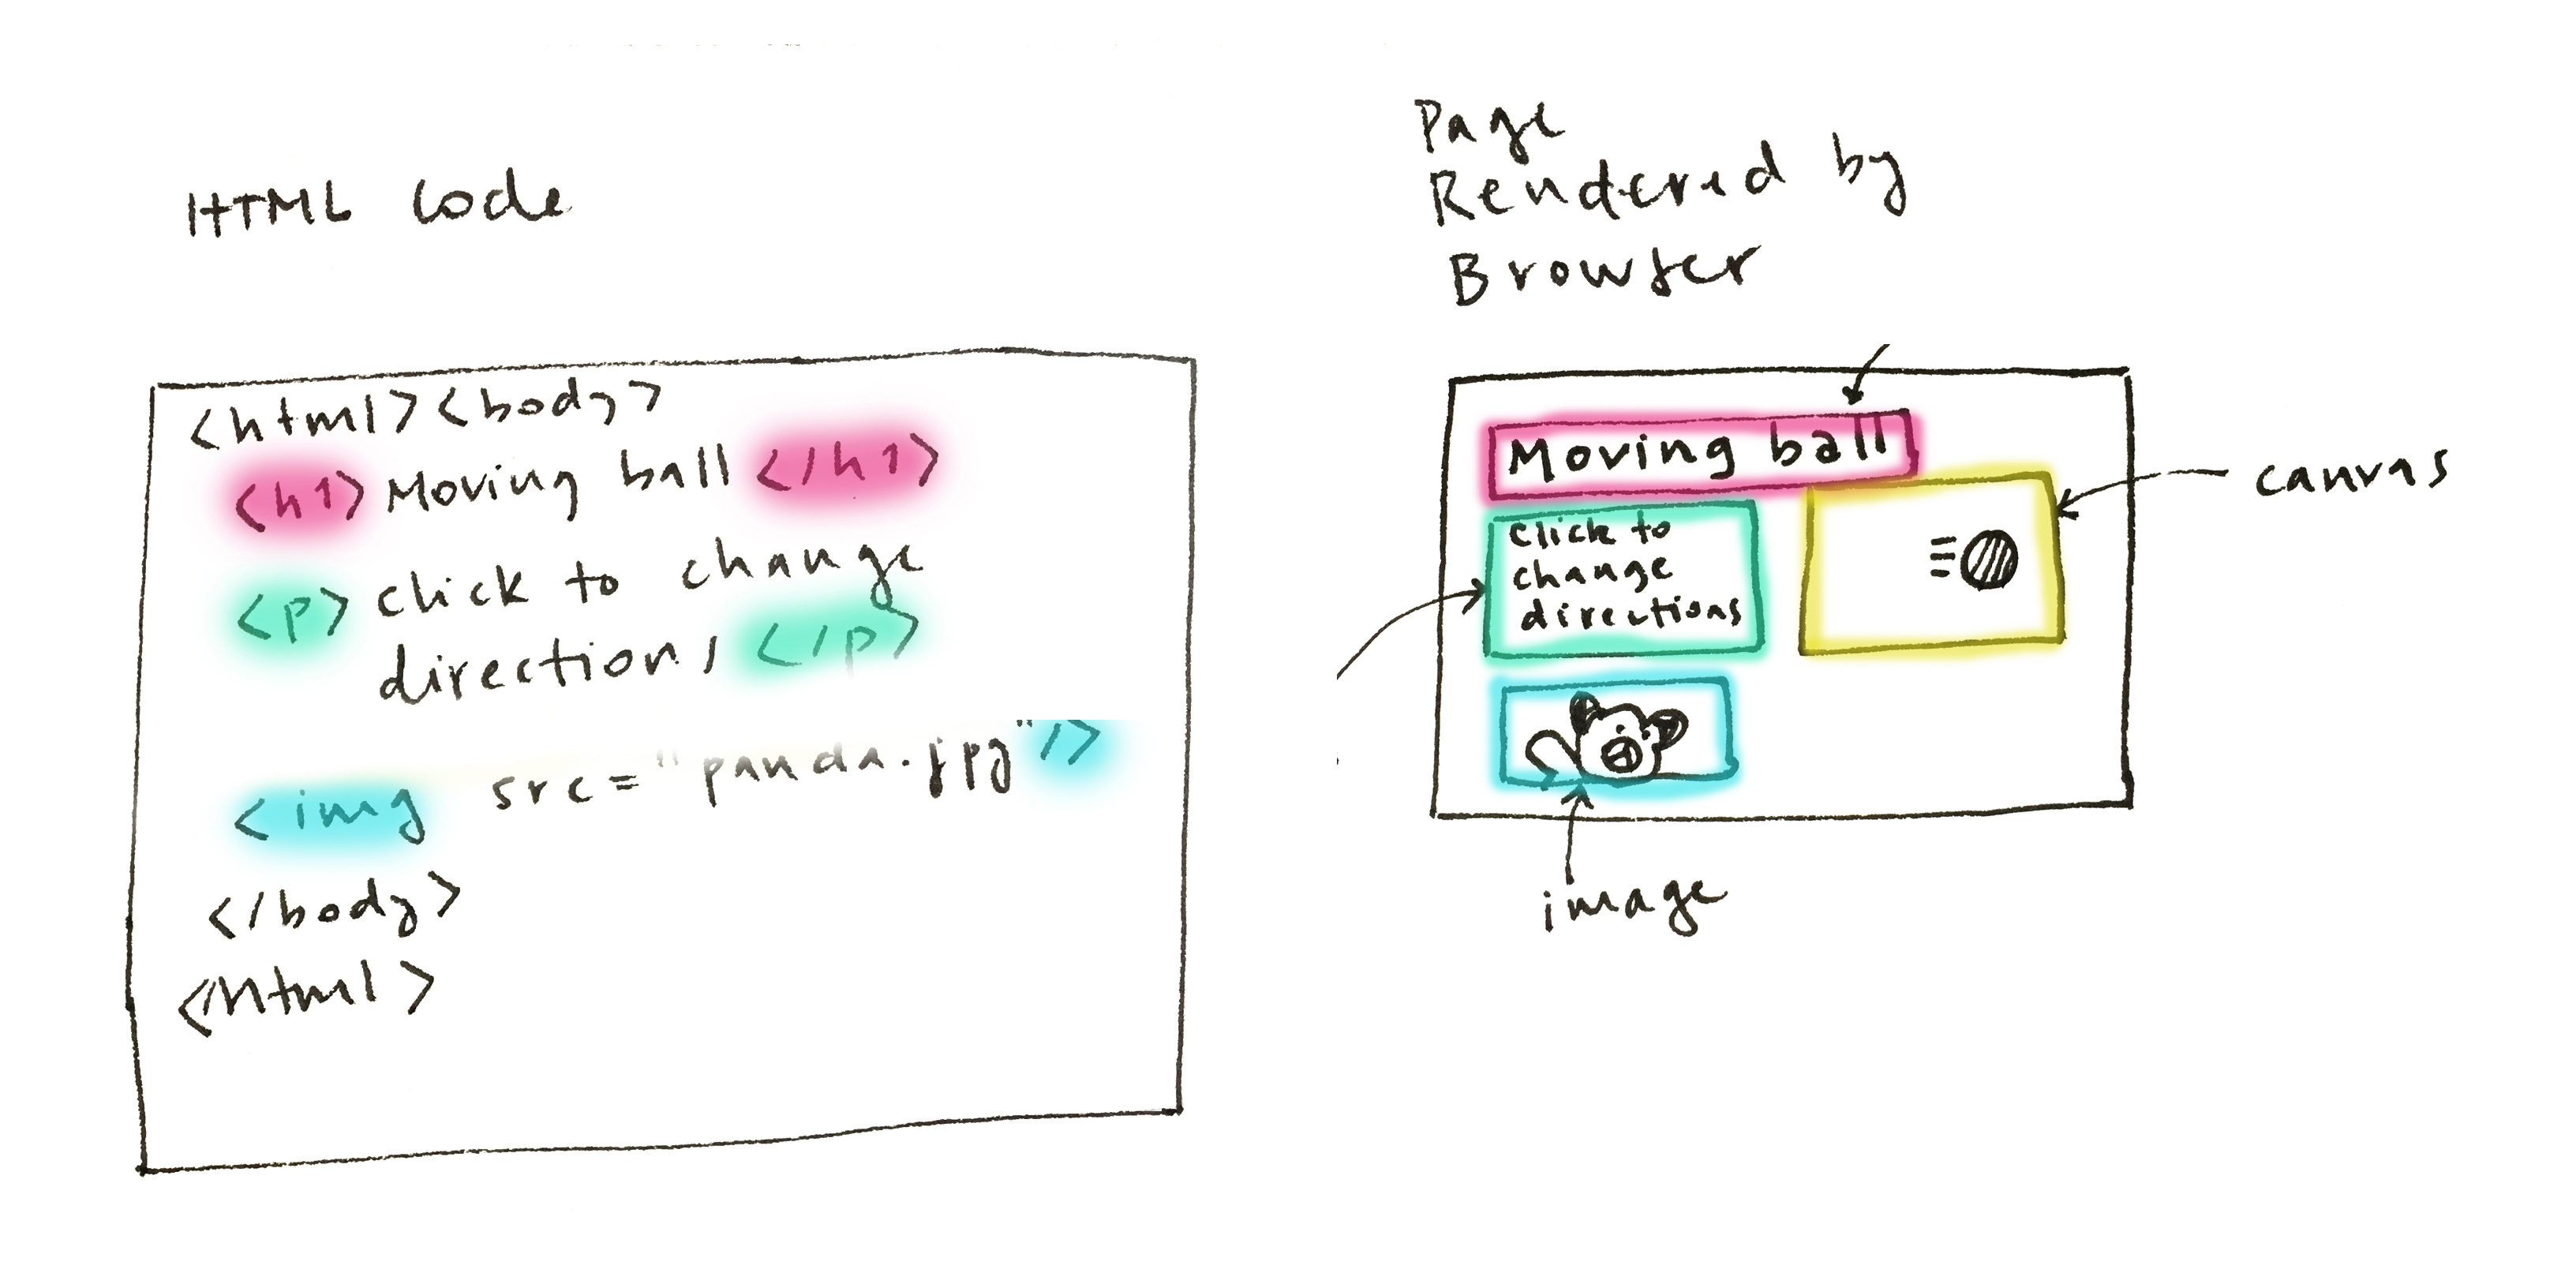 HTML Code
<html><body>
<h1> Moving ball </h1>
<p> click to change
directions </p>
<img src="panda.jpg"/>
</body>
</html>
Page
Rendered by
Browser
Moving ball
click to
change
directions
canvas
image